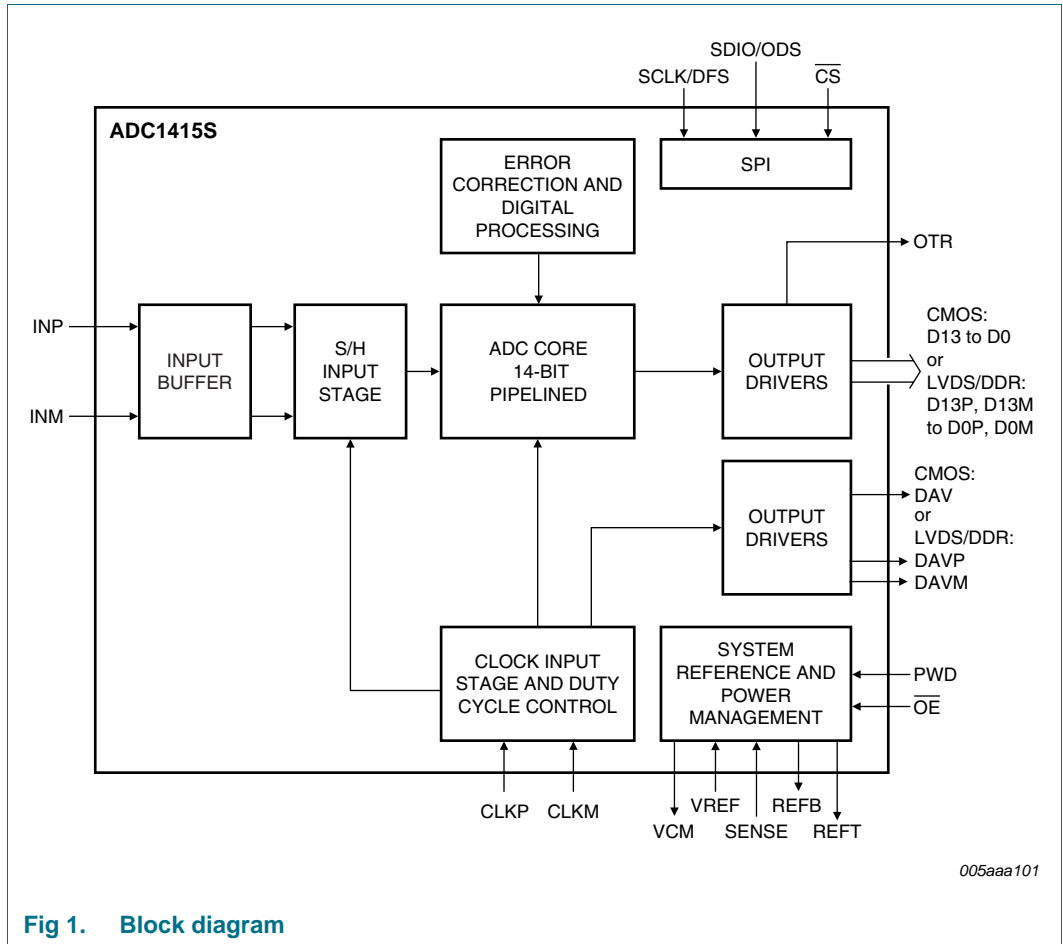 SDIO/ODS
SCLK/DFS
C̅S̅
ADC1415S
ERROR
CORRECTION AND
DIGITAL
PROCESSING
SPI
OTR
INP
INM
INPUT
BUFFER
S/H
INPUT
STAGE
ADC CORE
14-BIT
PIPELINED
OUTPUT
DRIVERS
CMOS:
D13 to D0
or
LVDS/DDR:
D13P, D13M
to D0P, D0M
OUTPUT
DRIVERS
CMOS:
DAV
or
LVDS/DDR:
DAVP
DAVM
CLOCK INPUT
STAGE AND DUTY
CYCLE CONTROL
SYSTEM
REFERENCE AND
POWER
MANAGEMENT
PWD
O̅E̅
CLKP CLKM
VREF REFB
VCM SENSE REFT
005aaa101
Fig 1. Block diagram